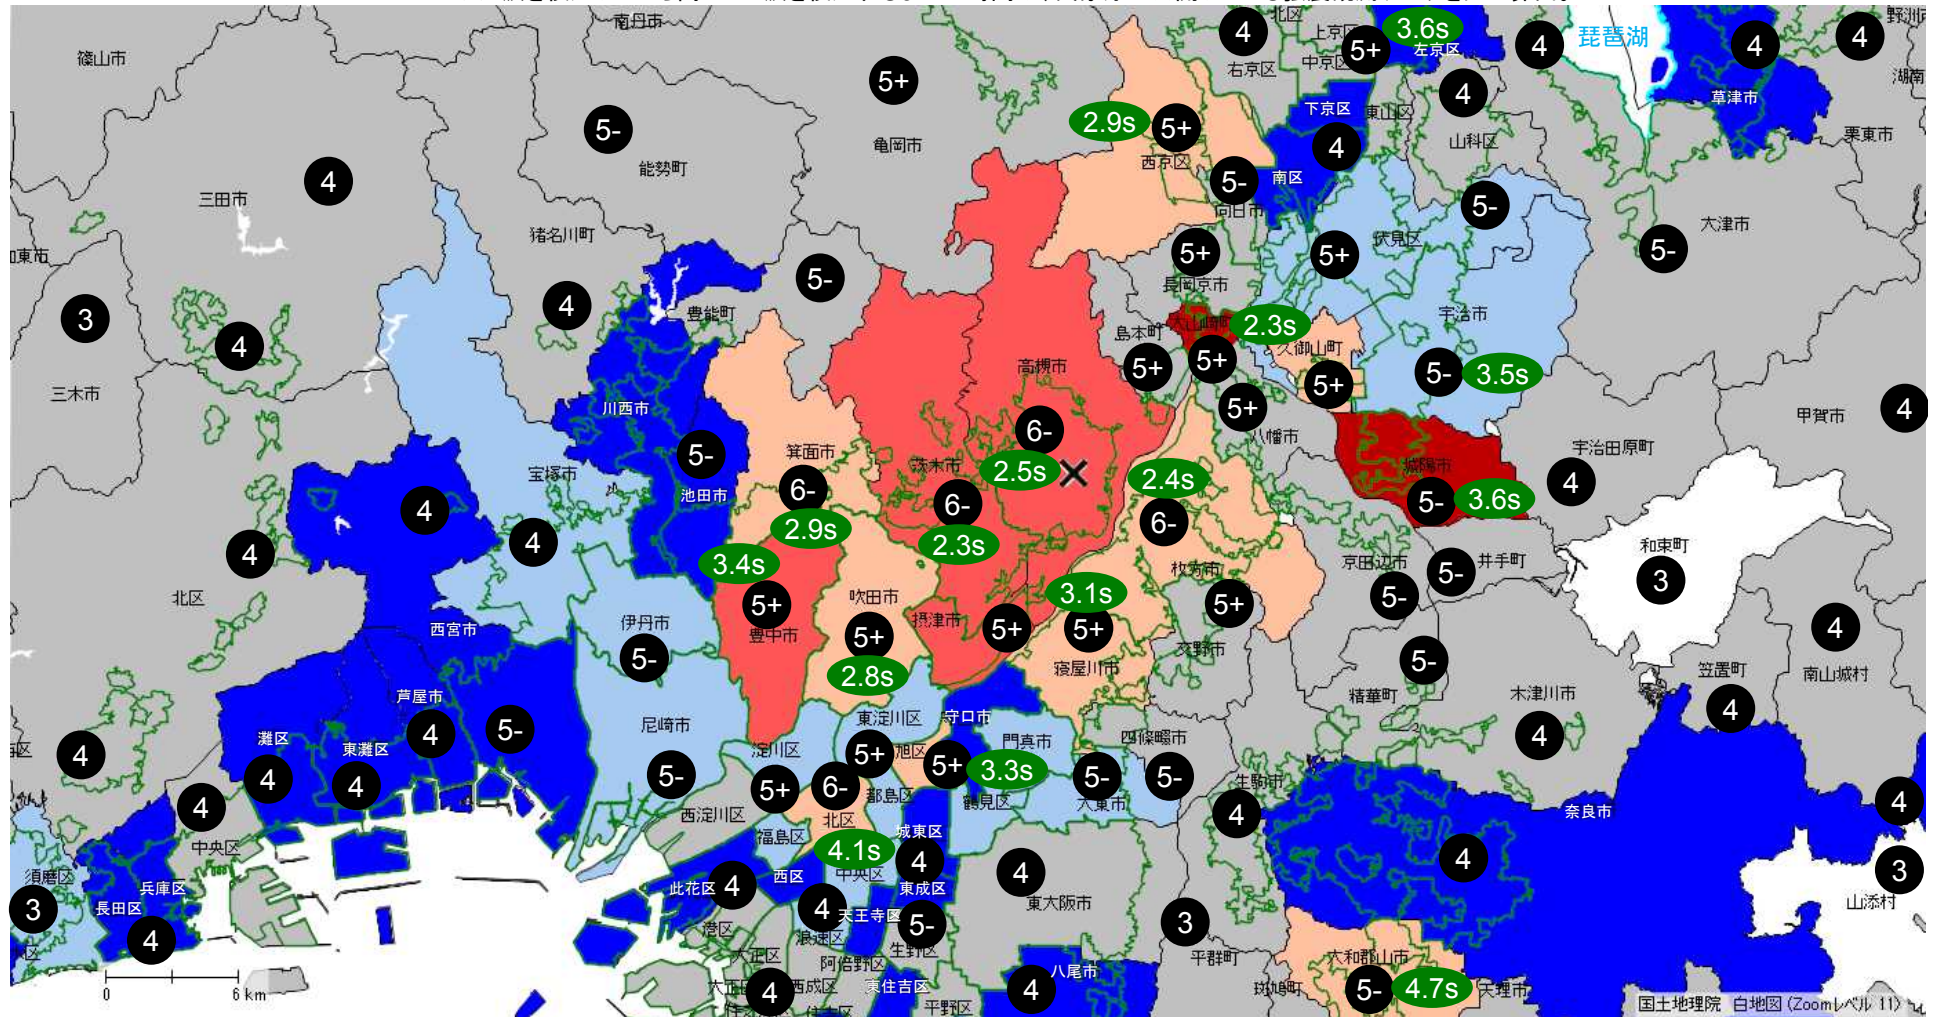 南丹市
北区
上京区
3.6s
野洲市
篠山市
4
5+
左京区
4
琵琶湖
4
4
右京区
中京区
5+
湖南
5-
2.9s
5+
下京区
東山区
4
草津市
亀岡市
西京区
4
山科区
栗東市
能勢町
4
三田市
5-
南区
5-
向日市
大津市
猪名川町
5+
5+
伏見区
5-
東市
5-
長岡京市
3
4
豊能町
大山崎町
2.3s
宇治市
4
島本町
久御山町
三木市
高槻市
5+
5+
5+
5-
3.5s
川西市
5+
甲賀市
4
6-
八幡市
宇治田原町
箕面市
茨木市
2.5s
2.4s
城陽市
宝塚市
5-
池田市
6-
6-
6-
5-
3.6s
4
4
4
2.9s
2.3s
和束町
4
3.4s
枚方市
京田辺市
5-
井手町
3
北区
5+
吹田市
3.1s
5+
5-
西宮市
伊丹市
豊中市
5+
摂津市
5+
5+
4
5-
2.8s
寝屋川市
交野市
5-
笠置町
南山城村
芦屋市
尼崎市
東淀川区
守口市
精華町
木津川市
4
灘区
東灘区
4
5-
淀川区
旭区
門真市
四條畷市
4
4
4
4
5-
5+
5+
5+
3.3s
5-
5-
生駒市
4
西淀川区
6-
都島区
鶴見区
大東市
4
奈良市
4
中央区
福島区
北区
城東区
4.1s
4
4
須磨区
兵庫区
此花区
4
西区
中央区
東成区
4
3
3
長田区
4
天王寺区
東大阪市
山添村
4
港区
浪速区
5-
生野区
3
大正区
阿倍野区
平群町
大和郡山市
4
西成区
東住吉区
4
八尾市
斑鳩町
5-
4.7s
天理市
0
6 km
平野区
国土地理院 白地図 (Zoomレベル 11)